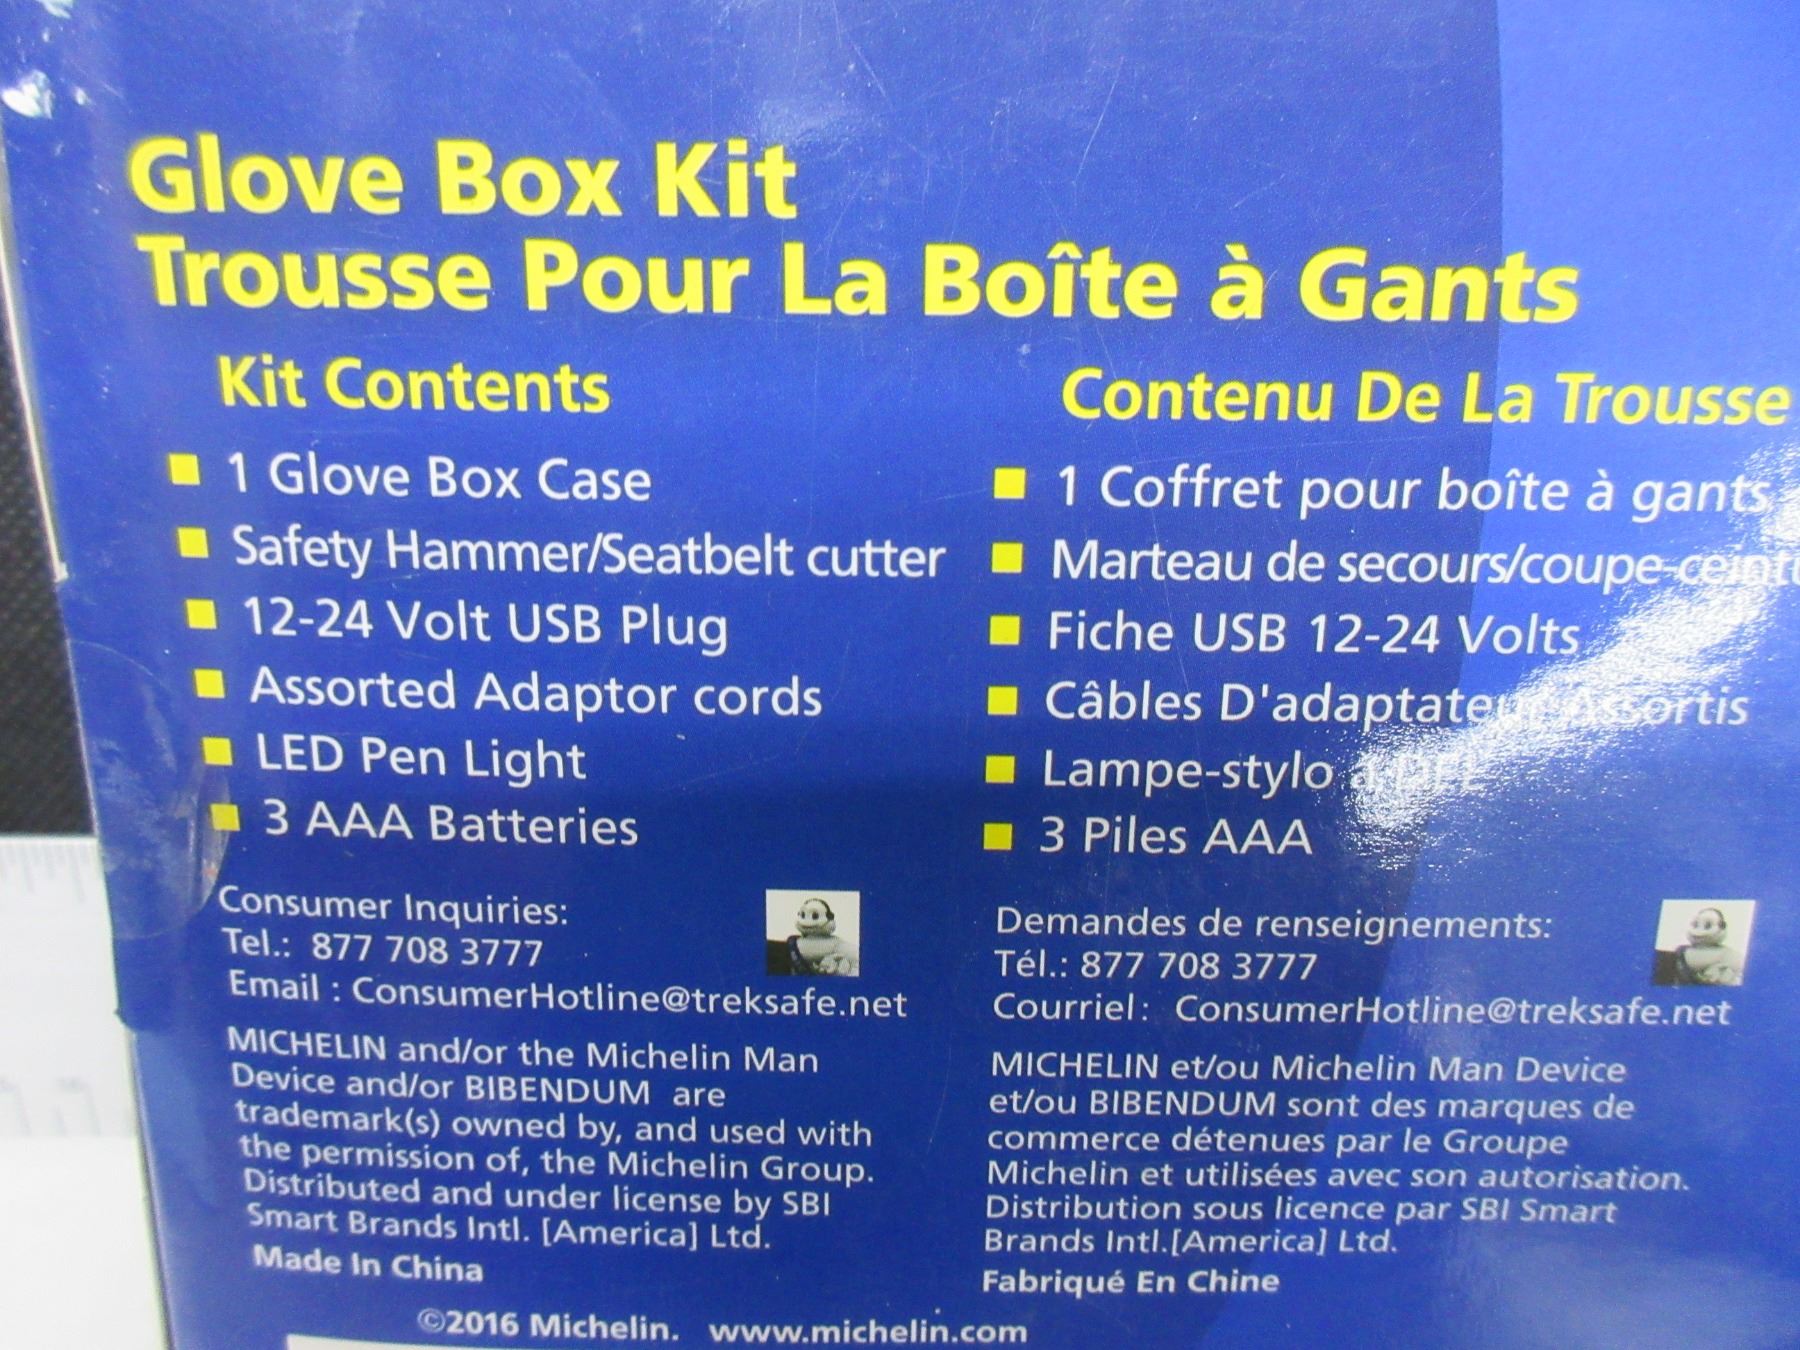 Glove Box Kit
Trousse Pour La Boîte à Gants
Kit Contents
1 Glove Box Case
Safety Hammer/Seatbelt cutter
12-24 Volt USB Plug
Assorted Adaptor cords
LED Pen Light
3 AAA Batteries
Consumer Inquiries:
Tel.: 877 708 3777
Email : ConsumerHotline@treksafe.net
MICHELIN and/or the Michelin Man
Device and/or BIBENDUM are
trademark(s) owned by, and used with
the permission of, the Michelin Group.
Distributed and under license by SBI
Smart Brands Intl. [America] Ltd.
Made In China
Contenu De La Trousse
1 Coffret pour boîte à gants
Marteau de secours/coupe-ceintu
Fiche USB 12-24 Volts
Câbles D'adaptateur Assortis
Lampe-stylo à
3 Piles AAA
Demandes de renseignements:
Tél.: 877 708 3777
Courriel : ConsumerHotline@treksafe.net
MICHELIN et/ou Michelin Man Device
et/ou BIBENDUM sont des marques de
commerce détenues par le Groupe
Michelin et utilisées avec son autorisation.
Distribution sous licence par SBI Smart
Brands Intl.[America] Ltd.
Fabriqué En Chine
©2016 Michelin. www.michelin.com